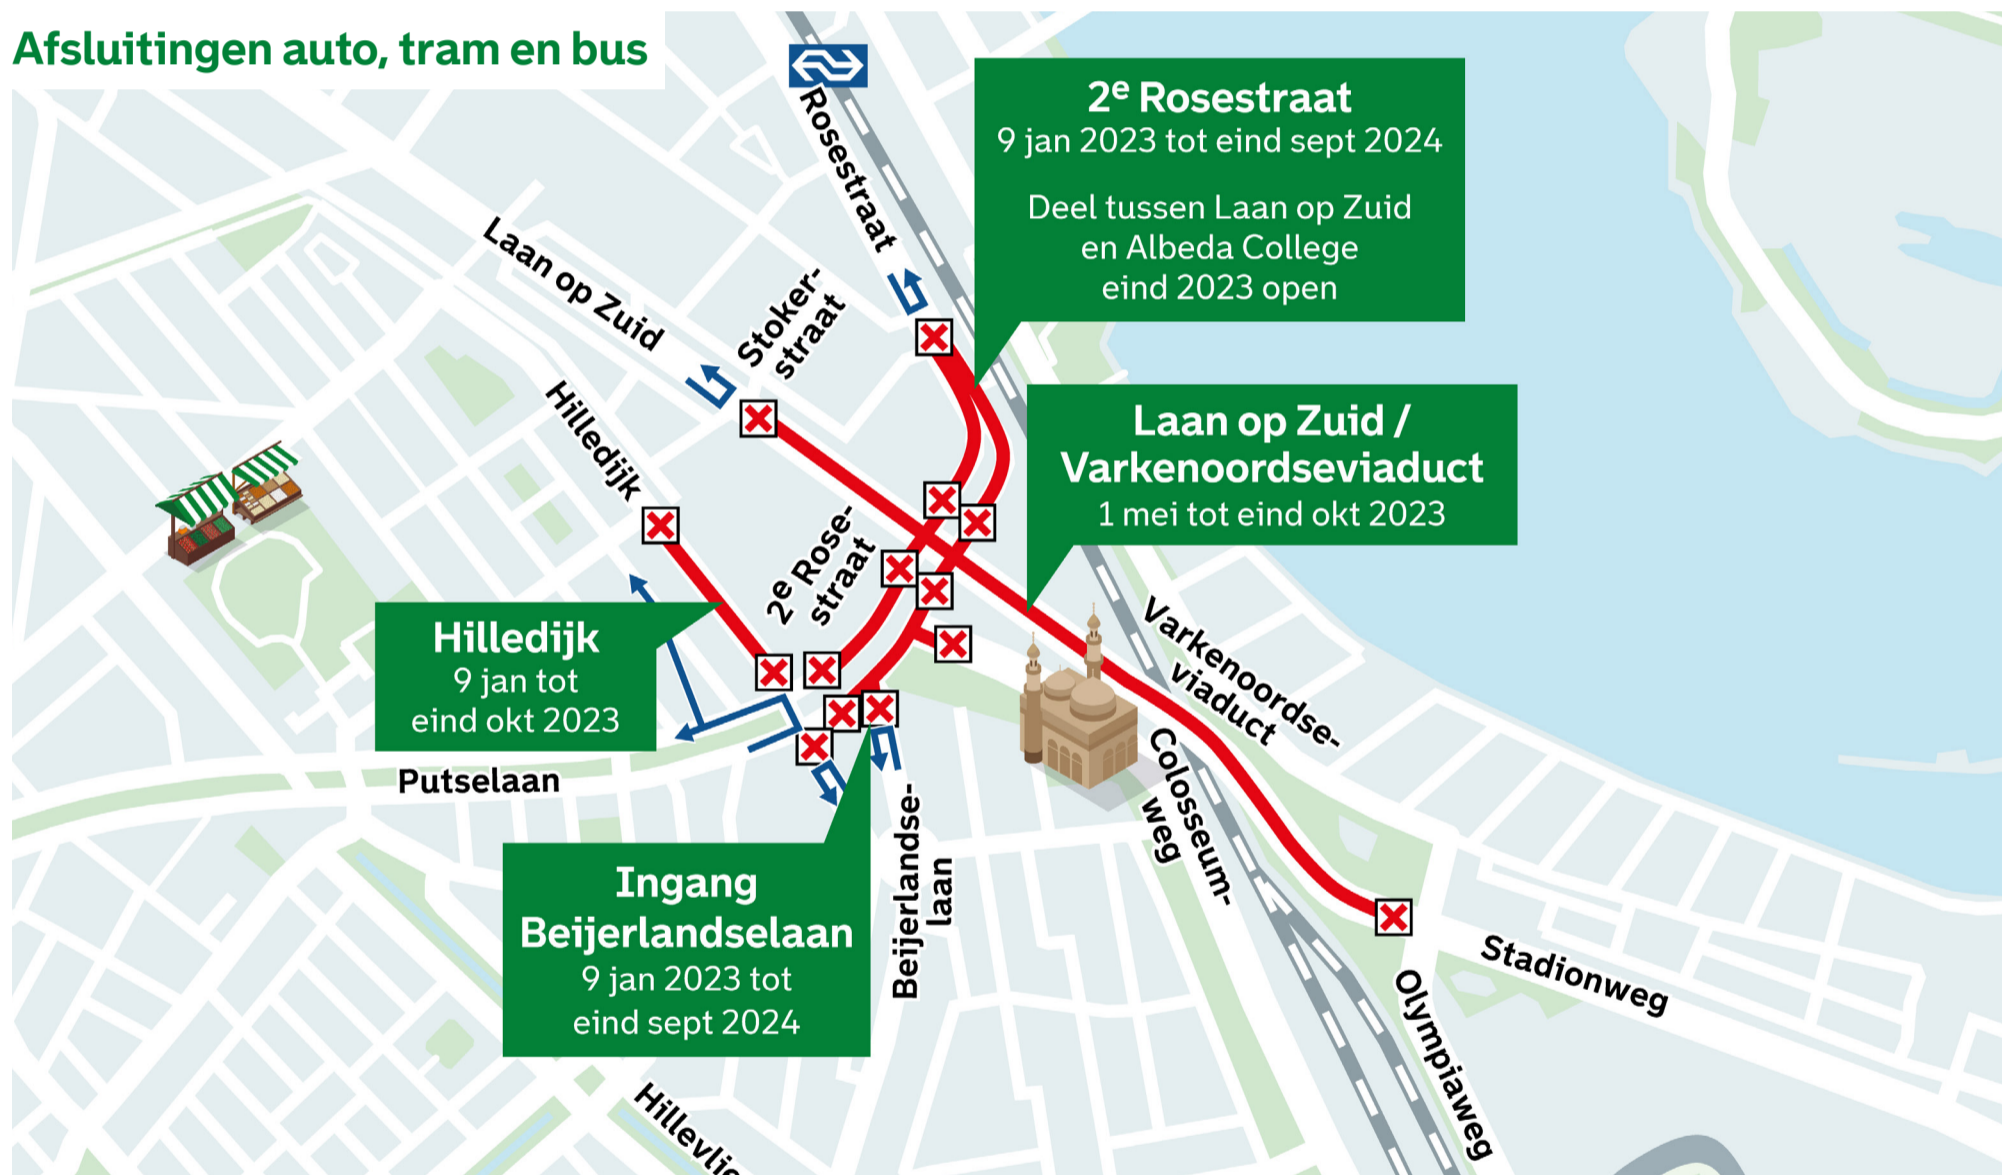 Afsluitingen auto, tram en bus
Rosestraat
2e Rosestraat
9 jan 2023 tot eind sept 2024
Deel tussen Laan op Zuid
en Albeda College
eind 2023 open
Laan op Zuid
Stoker-
straat
Hilledijk
Laan op Zuid /
Varkenoordseviaduct
1 mei tot eind okt 2023
2e Rose-
straat
Hilledijk
9 jan tot
eind okt 2023
Varkenoordse-
viaduct
Putselaan
Colosseum-
weg
Beijerlandse-
laan
Ingang
Beijerlandselaan
9 jan 2023 tot
eind sept 2024
Stadionweg
Olympiaweg